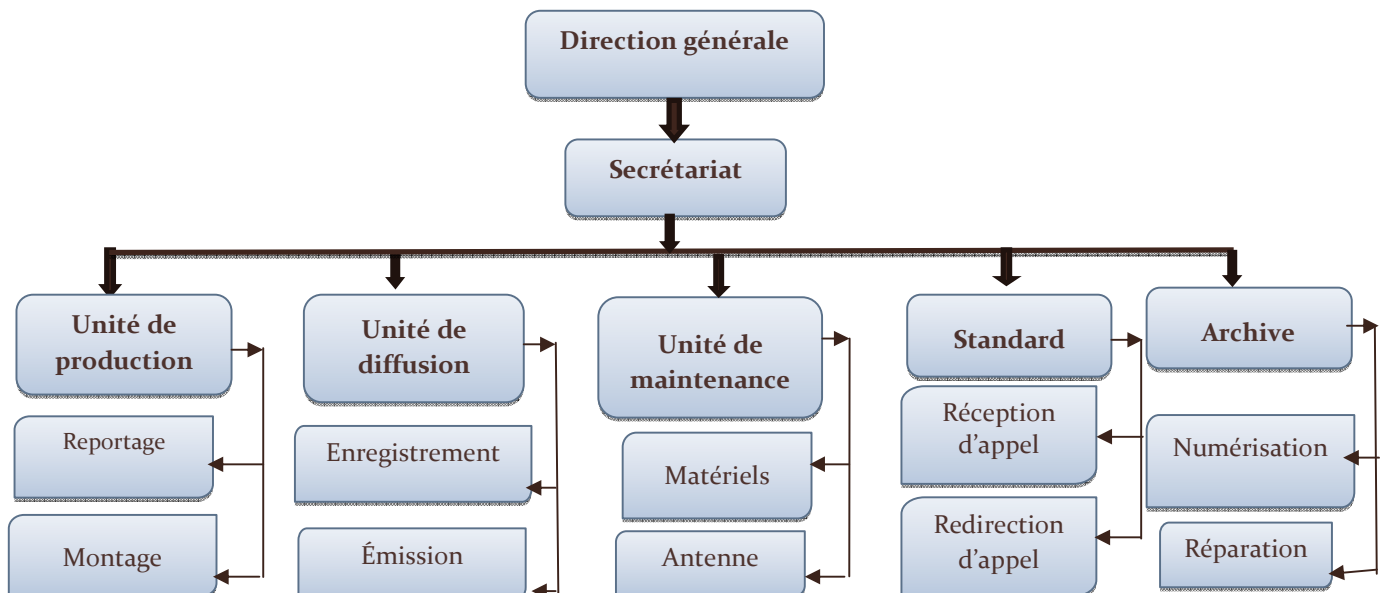 Direction générale
Secrétariat
Unité de
production
Unité de
diffusion
Unité de
maintenance
Standard
Archive
Reportage
Montage
Enregistrement
Émission
Matériels
Antenne
Réception
d'appel
Redirection
d'appel
Numérisation
Réparation